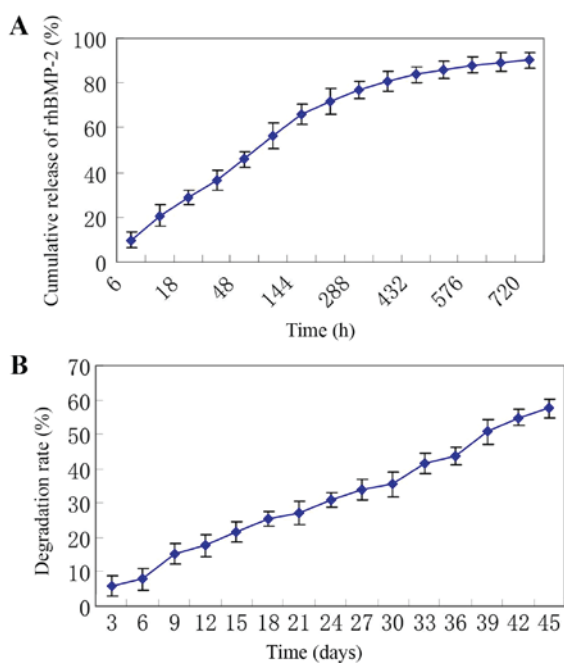 A
Cumulative release of rhBMP-2 (%)
100
80
60
40
20
0
6 18 48 144 288 432 576 720
Time (h)
B
Degradation rate (%)
70
60
50
40
30
20
10
0
3 6 9 12 15 18 21 24 27 30 33 36 39 42 45
Time (days)